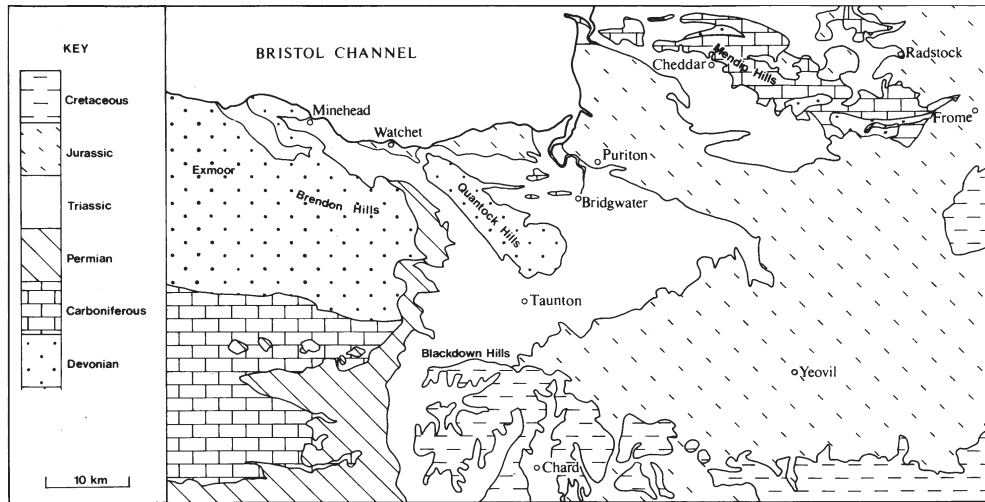 KEY
Cretaceous
Jurassic
Triassic
Permian
Carboniferous
Devonian
10 km
BRISTOL CHANNEL
Minehead
Watchet
Exmoor
Brendon Hills
Quantock Hills
Puriton
Bridgwater
Taunton
Blackdown Hills
Chard
Yeovil
Cheddar
Mendip Hills
Radstock
Frome